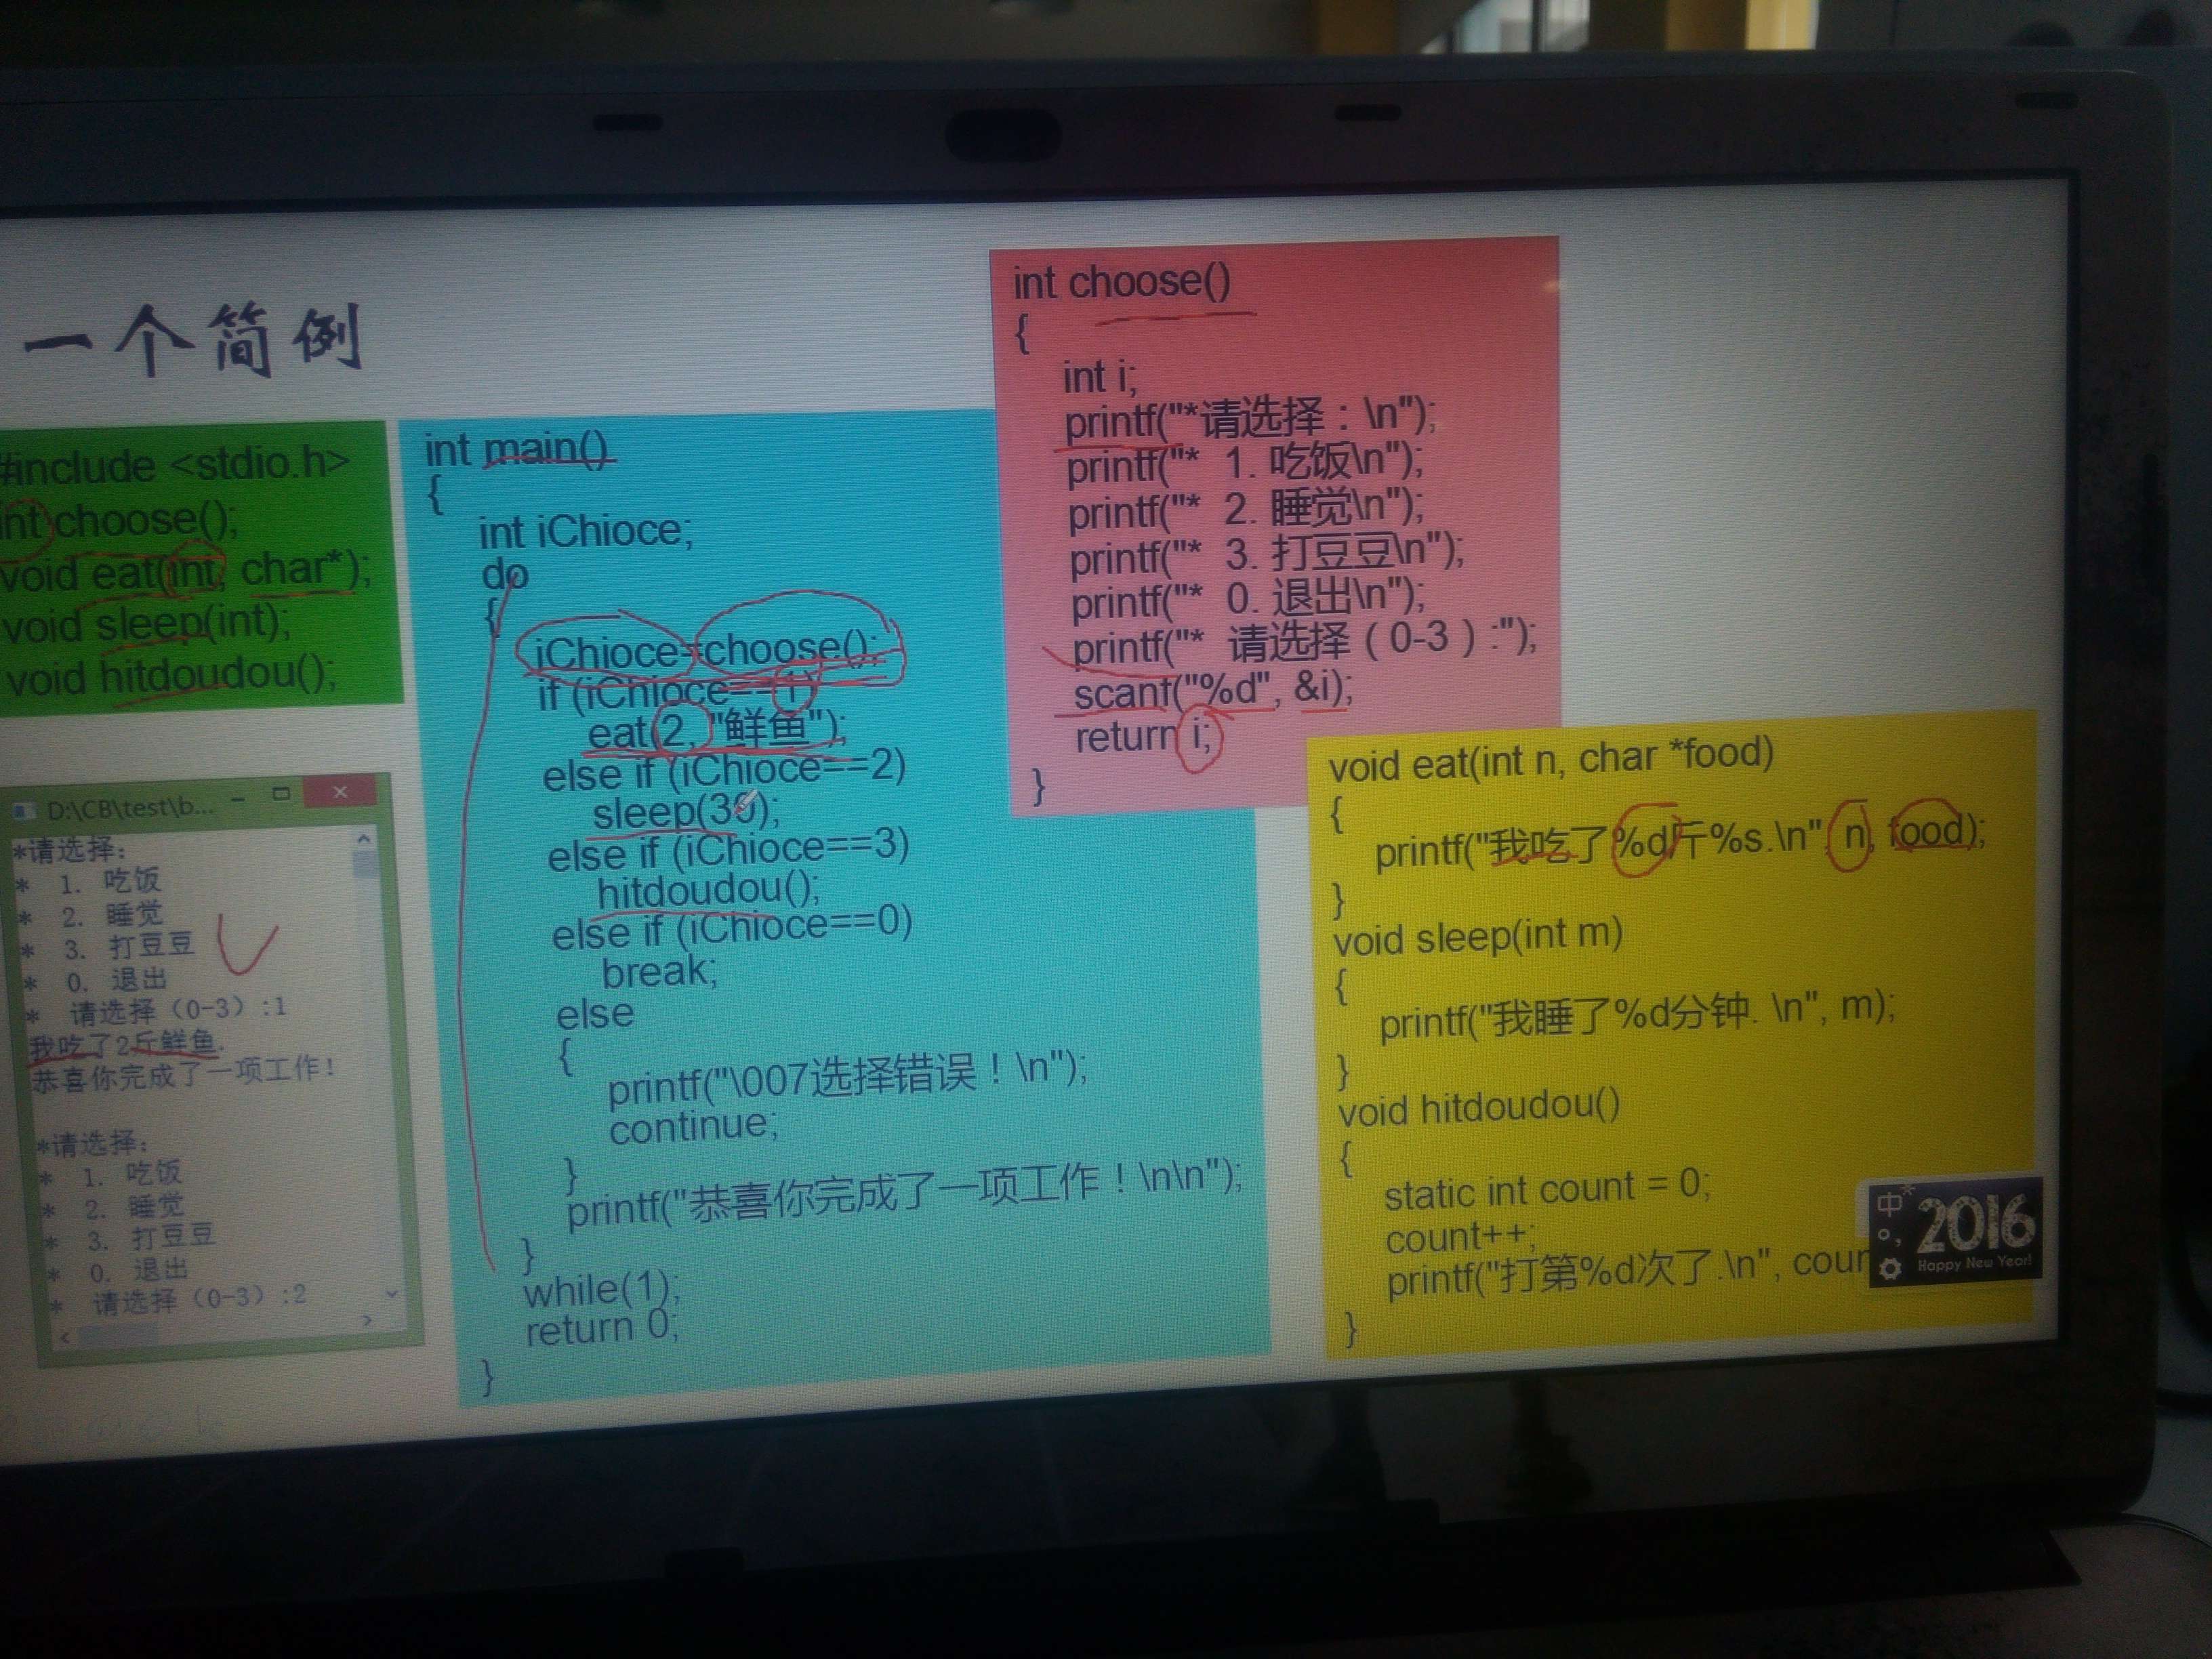 一个简例
#include <stdio.h>
int choose();
void eat(int, char*);
void sleep(int);
void hitdoudou();
D:\CB\test\b...
*请选择:
* 1. 吃饭
* 2. 睡觉
* 3. 打豆豆
* 0. 退出
* 请选择（0-3）:1
我吃了2斤鲜鱼.
恭喜你完成了一项工作!
*请选择:
* 1. 吃饭
* 2. 睡觉
* 3. 打豆豆
* 0. 退出
* 请选择（0-3）:2
int main()
{
int iChioce;
do
{
iChioce=choose();
if (iChioce==1)
eat(2, "鲜鱼");
else if (iChioce==2)
sleep(30);
else if (iChioce==3)
hitdoudou();
else if (iChioce==0)
break;
else
{
printf("\007选择错误！\n");
continue;
}
printf("恭喜你完成了一项工作！\n\n");
}
while(1);
return 0;
}
int choose()
{
int i;
printf("*请选择：\n");
printf("* 1. 吃饭\n");
printf("* 2. 睡觉\n");
printf("* 3. 打豆豆\n");
printf("* 0. 退出\n");
printf("* 请选择（0-3）:");
scanf("%d", &i);
return i;
}
void eat(int n, char *food)
{
printf("我吃了%d斤%s.\n", n, food);
}
void sleep(int m)
{
printf("我睡了%d分钟. \n", m);
}
void hitdoudou()
{
static int count = 0;
count++;
printf("打第%d次了.\n", coun
}
中
2016
Happy New Year!